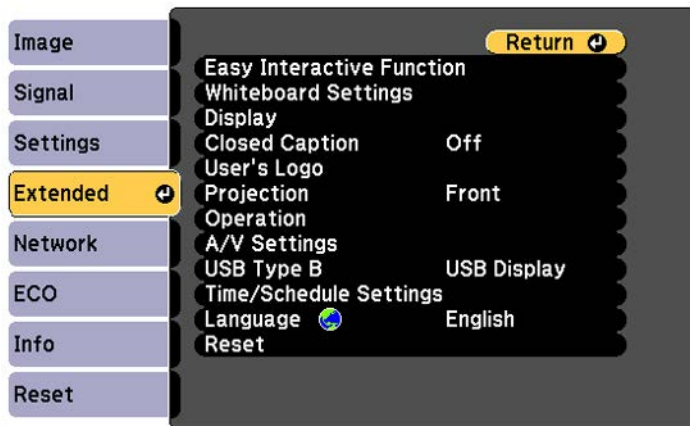 Image
Signal
Settings
Extended
Network
ECO
Info
Reset
Return
Easy Interactive Function
Whiteboard Settings
Display
Closed Caption Off
User's Logo
Projection Front
Operation
A/V Settings
USB Type B USB Display
Time/Schedule Settings
Language English
Reset